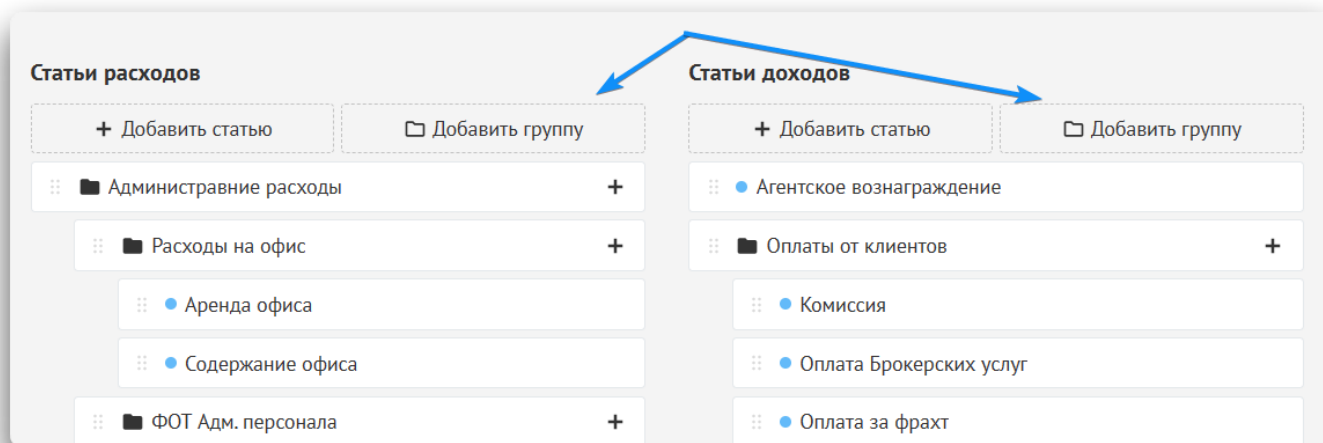 Статьи расходов
Добавить статью
Добавить группу
Администравние расходы
Расходы на офис
Аренда офиса
Содержание офиса
ФОТ Адм. персонала
Статьи доходов
Добавить статью
Добавить группу
Агентское вознаграждение
Оплаты от клиентов
Комиссия
Оплата Брокерских услуг
Оплата за фрахт